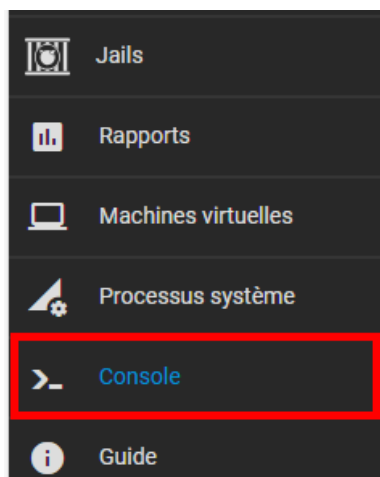 Jails
Rapports
Machines virtuelles
Processus système
Console
Guide